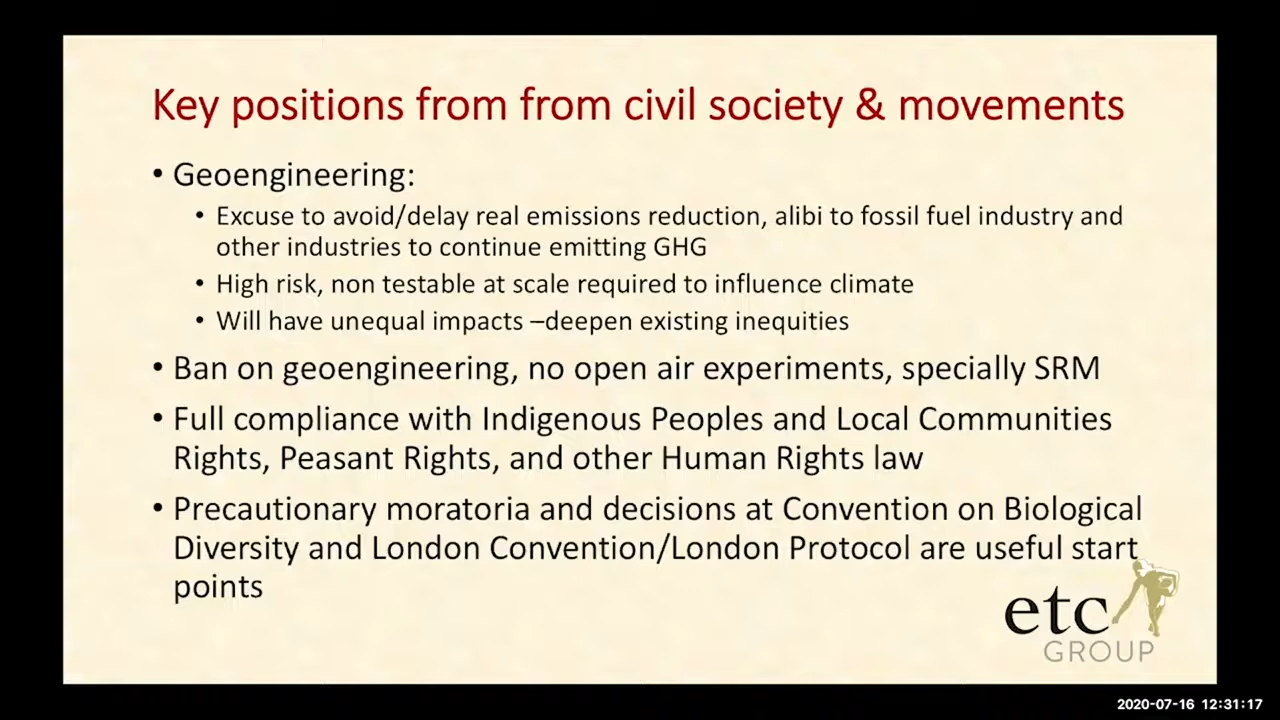 Key positions from from civil society & movements
• Geoengineering:
• Excuse to avoid/delay real emissions reduction, alibi to fossil fuel industry and
other industries to continue emitting GHG
• High risk, non testable at scale required to influence climate
• Will have unequal impacts –deepen existing inequities
• Ban on geoengineering, no open air experiments, specially SRM
• Full compliance with Indigenous Peoples and Local Communities
Rights, Peasant Rights, and other Human Rights law
• Precautionary moratoria and decisions at Convention on Biological
Diversity and London Convention/London Protocol are useful start
points
etc
GROUP
2020-07-16 12:31:17